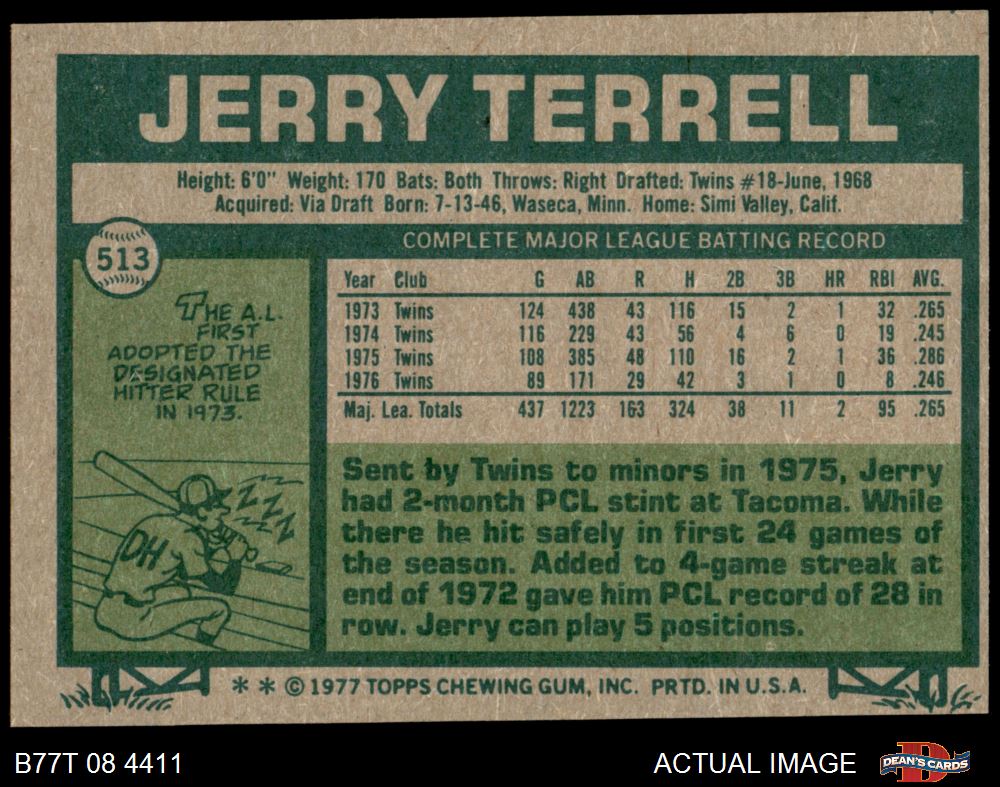 JERRY TERRELL
Height: 6'0" Weight: 170 Bats: Both Throws: Right Drafted: Twins #18-June, 1968
Acquired: Via Draft Born: 7-13-46, Waseca, Minn. Home: Simi Valley, Calif.
513
COMPLETE MAJOR LEAGUE BATTING RECORD
Year Club G AB R H 2B 3B HR RBI AVG.
1973 Twins 124 438 43 116 15 2 1 32 .265
1974 Twins 116 229 43 56 4 6 0 19 .245
1975 Twins 108 385 48 110 16 2 1 36 .286
1976 Twins 89 171 29 42 3 1 0 8 .246
Maj. Lea. Totals 437 1223 163 324 38 11 2 95 .265
THE A.L.
FIRST
ADOPTED THE
DESIGNATED
HITTER RULE
IN 1973.
Z Z Z Z Z
DH
Sent by Twins to minors in 1975, Jerry
had 2-month PCL stint at Tacoma. While
there he hit safely in first 24 games of
the season. Added to 4-game streak at
end of 1972 gave him PCL record of 28 in
row. Jerry can play 5 positions.
* * © 1977 TOPPS CHEWING GUM, INC. PRTD. IN U.S.A.
B77T 08 4411
ACTUAL IMAGE
D
DEAN'S CARDS